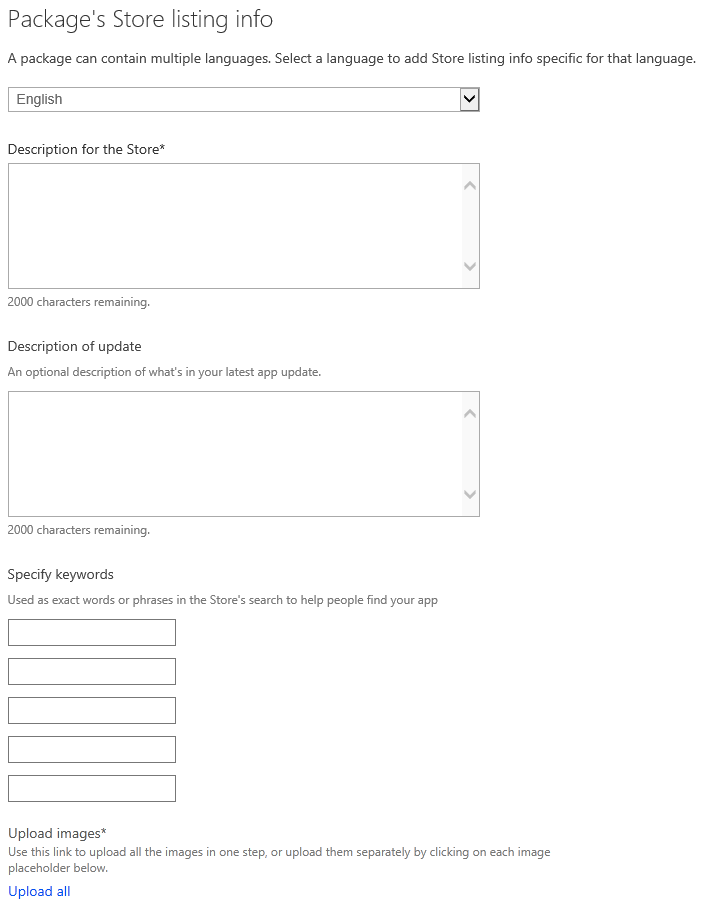 Package's Store listing info
A package can contain multiple languages. Select a language to add Store listing info specific for that language.
English
Description for the Store*
2000 characters remaining.
Description of update
An optional description of what's in your latest app update.
2000 characters remaining.
Specify keywords
Used as exact words or phrases in the Store's search to help people find your app
Upload images*
Use this link to upload all the images in one step, or upload them separately by clicking on each image
placeholder below.
Upload all